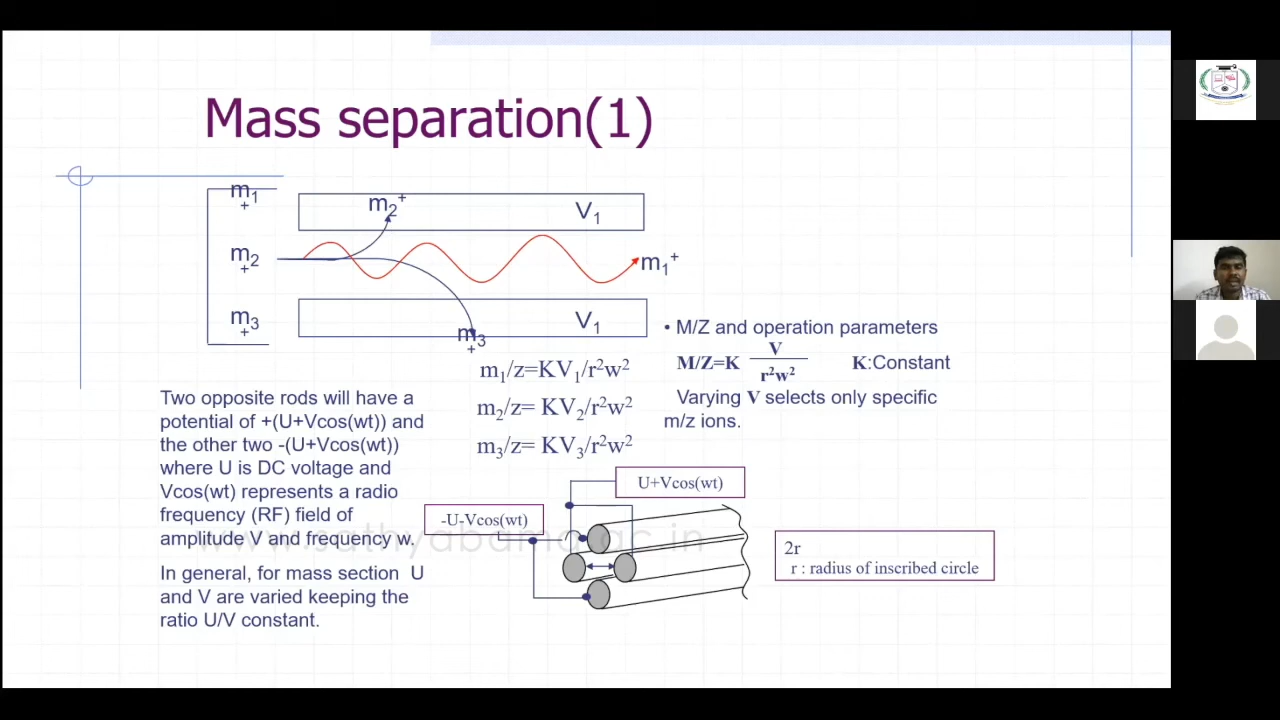 Mass separation(1)
m1
+
m2+
V1
m2
+
m1+
m3
+
V1
m3
+
• M/Z and operation parameters
M/Z=K V/r2w2 K:Constant
Varying V selects only specific
m/z ions.
m1/z=KV1/r2w2
m2/z= KV2/r2w2
m3/z= KV3/r2w2
Two opposite rods will have a
potential of +(U+Vcos(wt)) and
the other two -(U+Vcos(wt))
where U is DC voltage and
Vcos(wt) represents a radio
frequency (RF) field of
amplitude V and frequency w.
In general, for mass section U
and V are varied keeping the
ratio U/V constant.
U+Vcos(wt)
-U-Vcos(wt)
www.sathyabama.ac.in
2r
r : radius of inscribed circle